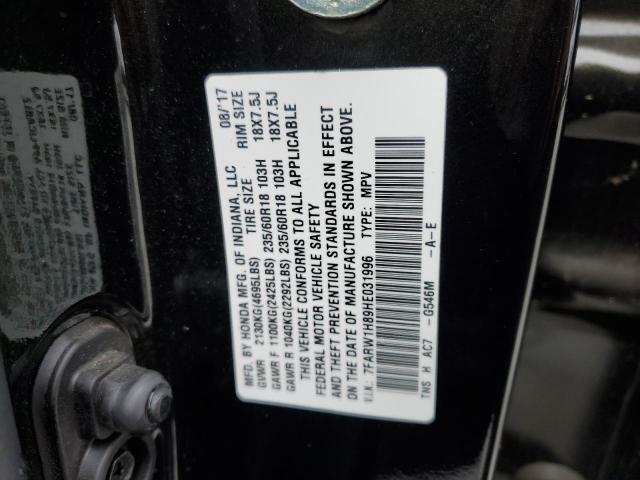 MFD. BY HONDA MFG. OF INDIANA, LLC 08/'17
TIRE SIZE RIM SIZE
GVWR 2130KG(4695LBS)
GAWR F 1100KG(2425LBS) 235/60R18 103H 18X7.5J
GAWR R 1040KG(2292LBS) 235/60R18 103H 18X7.5J
THIS VEHICLE CONFORMS TO ALL APPLICABLE
FEDERAL MOTOR VEHICLE SAFETY
AND THEFT PREVENTION STANDARDS IN EFFECT
ON THE DATE OF MANUFACTURE SHOWN ABOVE.
V.I.N.: 7FARW1H89HE031996 TYPE: MPV
TNS H AC7 -G546M -A-E